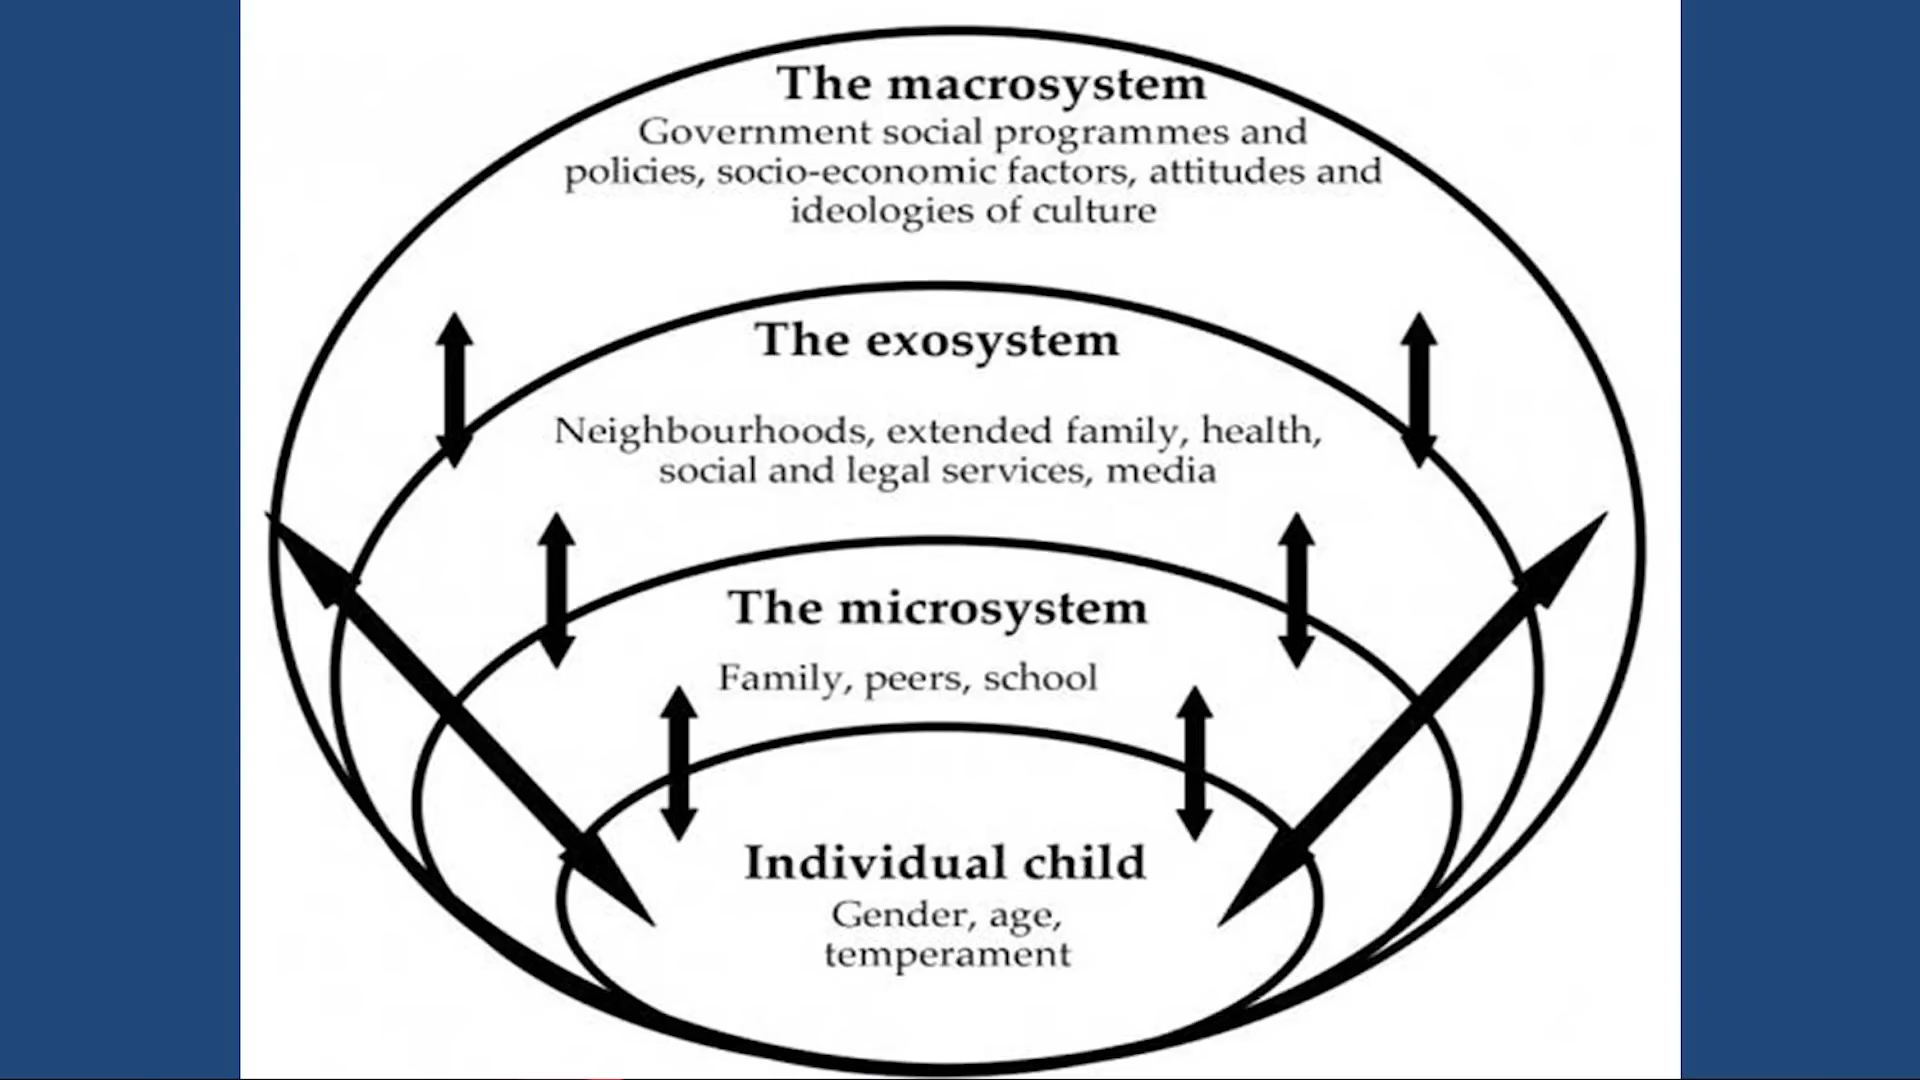 The macrosystem
Government social programmes and
policies, socio-economic factors, attitudes and
ideologies of culture
The exosystem
Neighbourhoods, extended family, health,
social and legal services, media
The microsystem
Family, peers, school
Individual child
Gender, age,
temperament